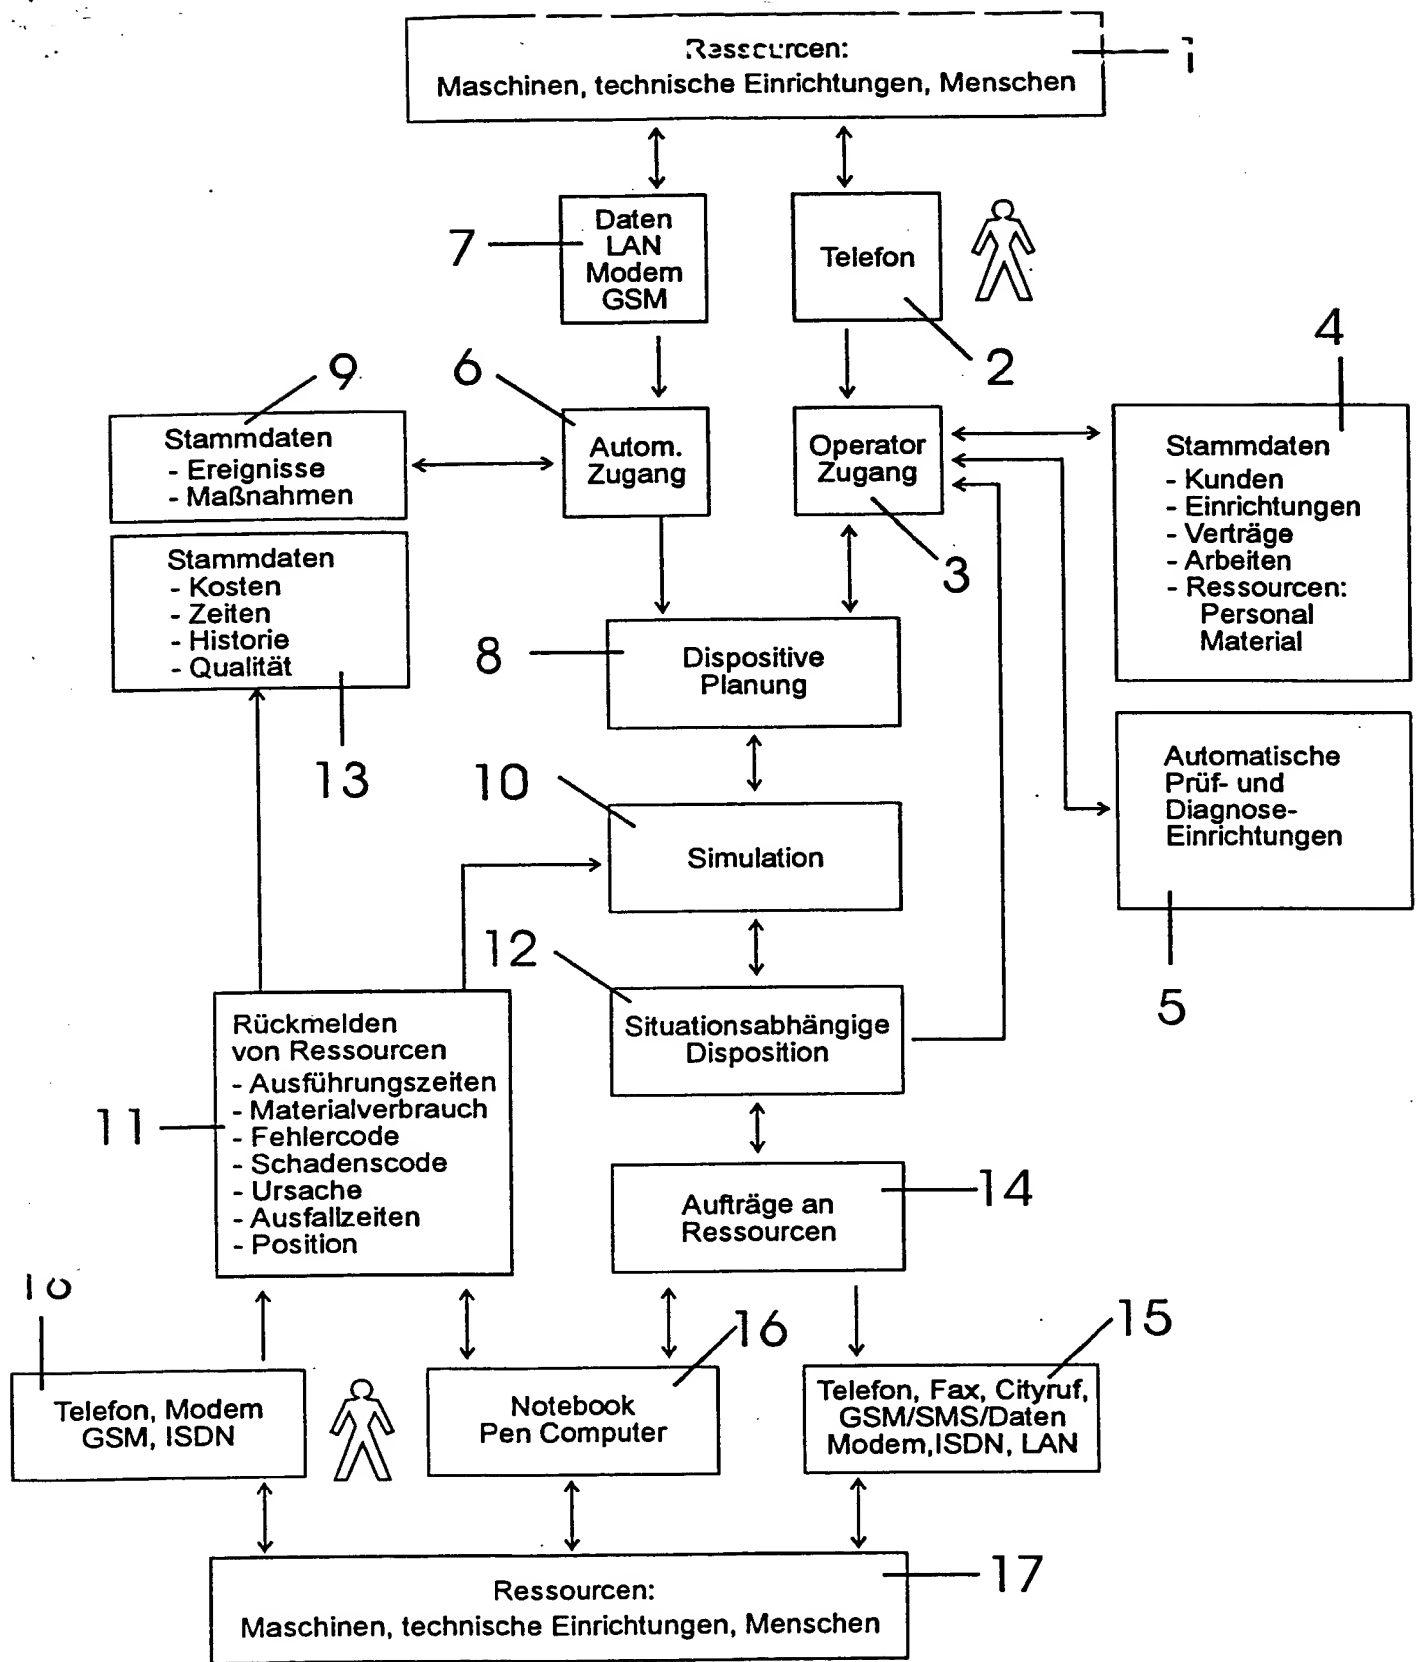 Ressourcen:
Maschinen, technische Einrichtungen, Menschen
1
7
Daten
LAN
Modem
GSM
Telefon
2
4
9
6
Stammdaten
- Ereignisse
- Maßnahmen
Autom.
Zugang
Operator
Zugang
3
Stammdaten
- Kunden
- Einrichtungen
- Verträge
- Arbeiten
- Ressourcen:
Personal
Material
Stammdaten
- Kosten
- Zeiten
- Historie
- Qualität
13
8
Dispositive
Planung
Automatische
Prüf- und
Diagnose-
Einrichtungen
5
10
Simulation
12
Situationsabhängige
Disposition
11
Rückmelden
von Ressourcen
- Ausführungszeiten
- Materialverbrauch
- Fehlercode
- Schadenscode
- Ursache
- Ausfallzeiten
- Position
Aufträge an
Ressourcen
14
16
15
Telefon, Modem
GSM, ISDN
Notebook
Pen Computer
Telefon, Fax, Cityruf,
GSM/SMS/Daten
Modem,ISDN, LAN
Ressourcen:
Maschinen, technische Einrichtungen, Menschen
17